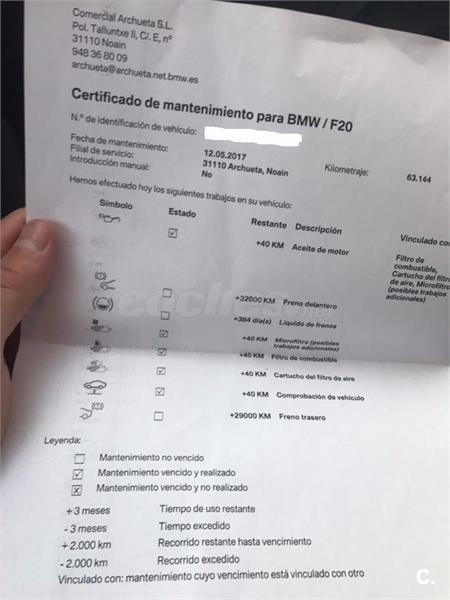 Comercial Archueta S.L.
Pol. Talluntxe II, C/. E, nº
31110 Noain
948 36 80 09
archueta@archueta.net.bmw.es
Certificado de mantenimiento para BMW / F20
N.º de identificación de vehículo:
Fecha de mantenimiento: 12.05.2017 Kilometraje: 63.144
Filial de servicio: 31110 Archueta, Noain
Introducción manual: No
Hemos efectuado hoy los siguientes trabajos en su vehículo:
Símbolo Estado Restante Descripción Vinculado con
+40 KM Aceite de motor Filtro de
combustible,
Cartucho del filtro
de aire, Microfiltro
(posibles trabajos
adicionales)
+32000 KM Freno delantero
+384 día(s) Líquido de frenos
+40 KM Microfiltro (posibles
trabajos adicionales)
+40 KM Filtro de combustible
+40 KM Cartucho del filtro de aire
+40 KM Comprobación de vehículo
+29000 KM Freno trasero
Leyenda:
Mantenimiento no vencido
Mantenimiento vencido y realizado
Mantenimiento vencido y no realizado
+ 3 meses Tiempo de uso restante
- 3 meses Tiempo excedido
+ 2.000 km Recorrido restante hasta vencimiento
- 2.000 km Recorrido excedido
Vinculado con: mantenimiento cuyo vencimiento está vinculado con otro
coches.net
C.